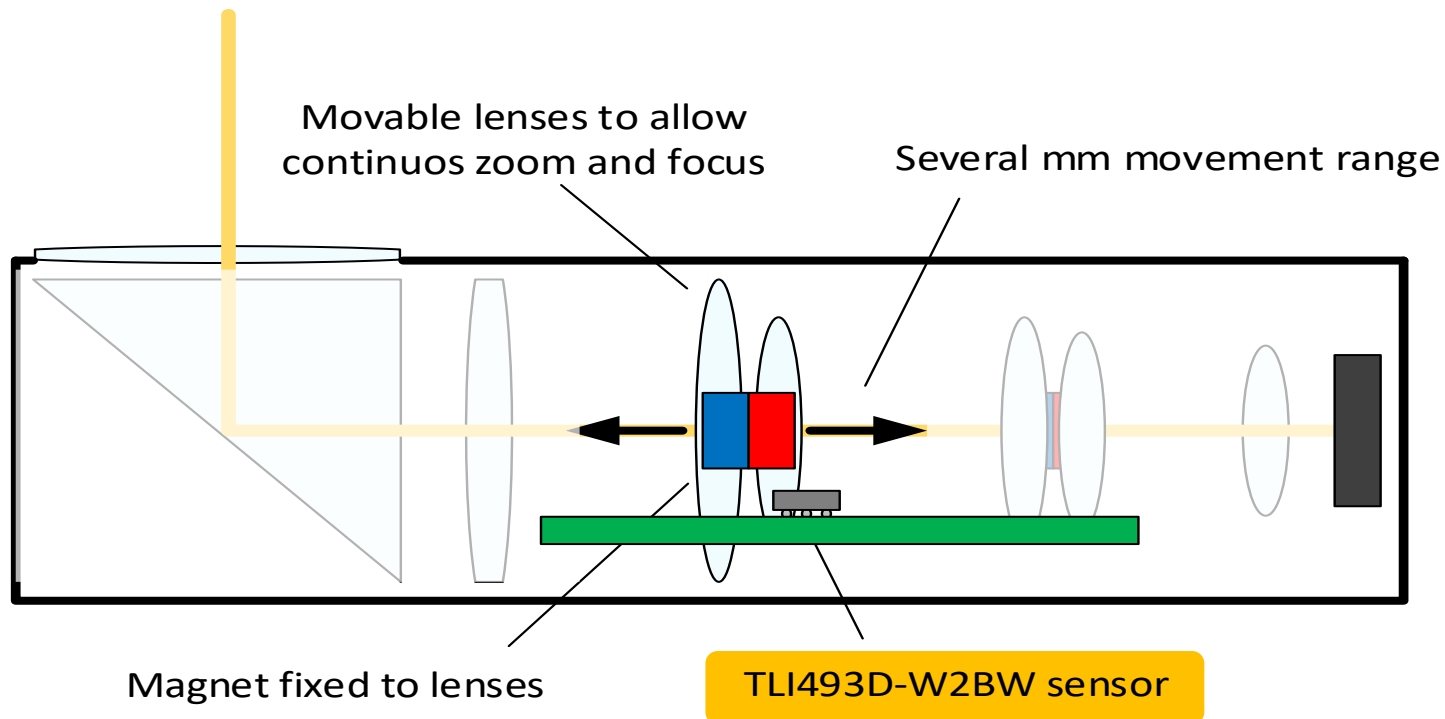 Movable lenses to allow
continuos zoom and focus
Several mm movement range
Magnet fixed to lenses
TLI493D-W2BW sensor